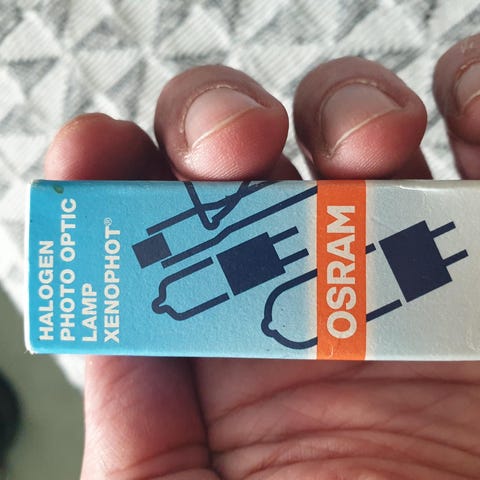 HALOGEN
PHOTO OPTIC
LAMP
XENOPHOT®
OSRAM